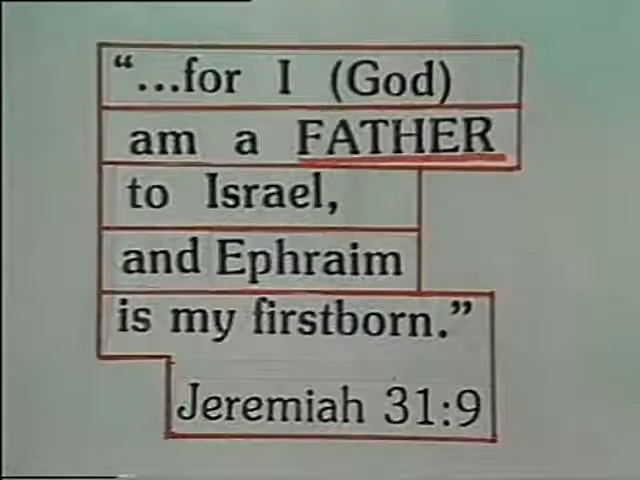 “...for I (God)
am a FATHER
to Israel,
and Ephraim
is my firstborn.”
Jeremiah 31:9